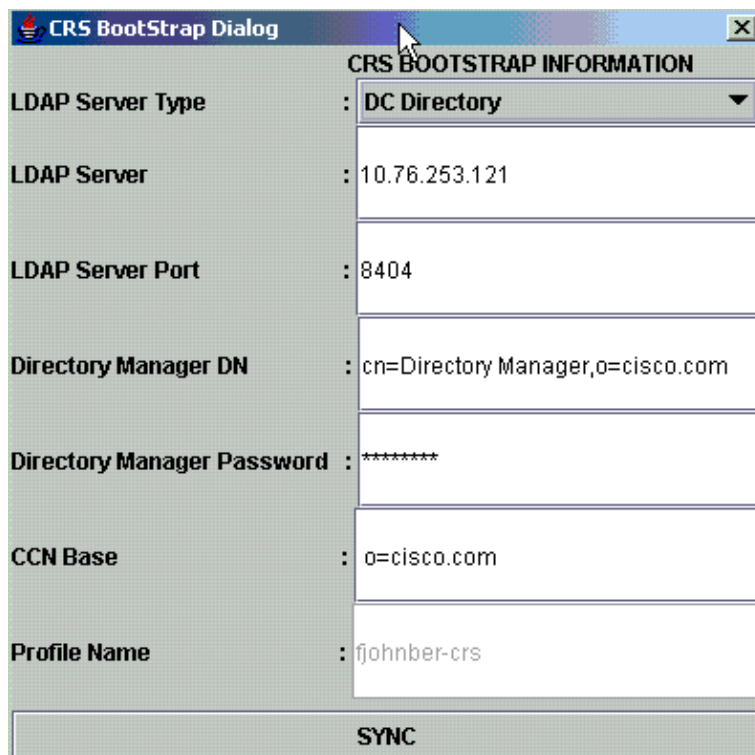 CRS BootStrap Dialog
CRS BOOTSTRAP INFORMATION
LDAP Server Type : DC Directory
LDAP Server : 10.76.253.121
LDAP Server Port : 8404
Directory Manager DN : cn=Directory Manager,o=cisco.com
Directory Manager Password : ********
CCN Base : o=cisco.com
Profile Name : fjohnber-crs
SYNC